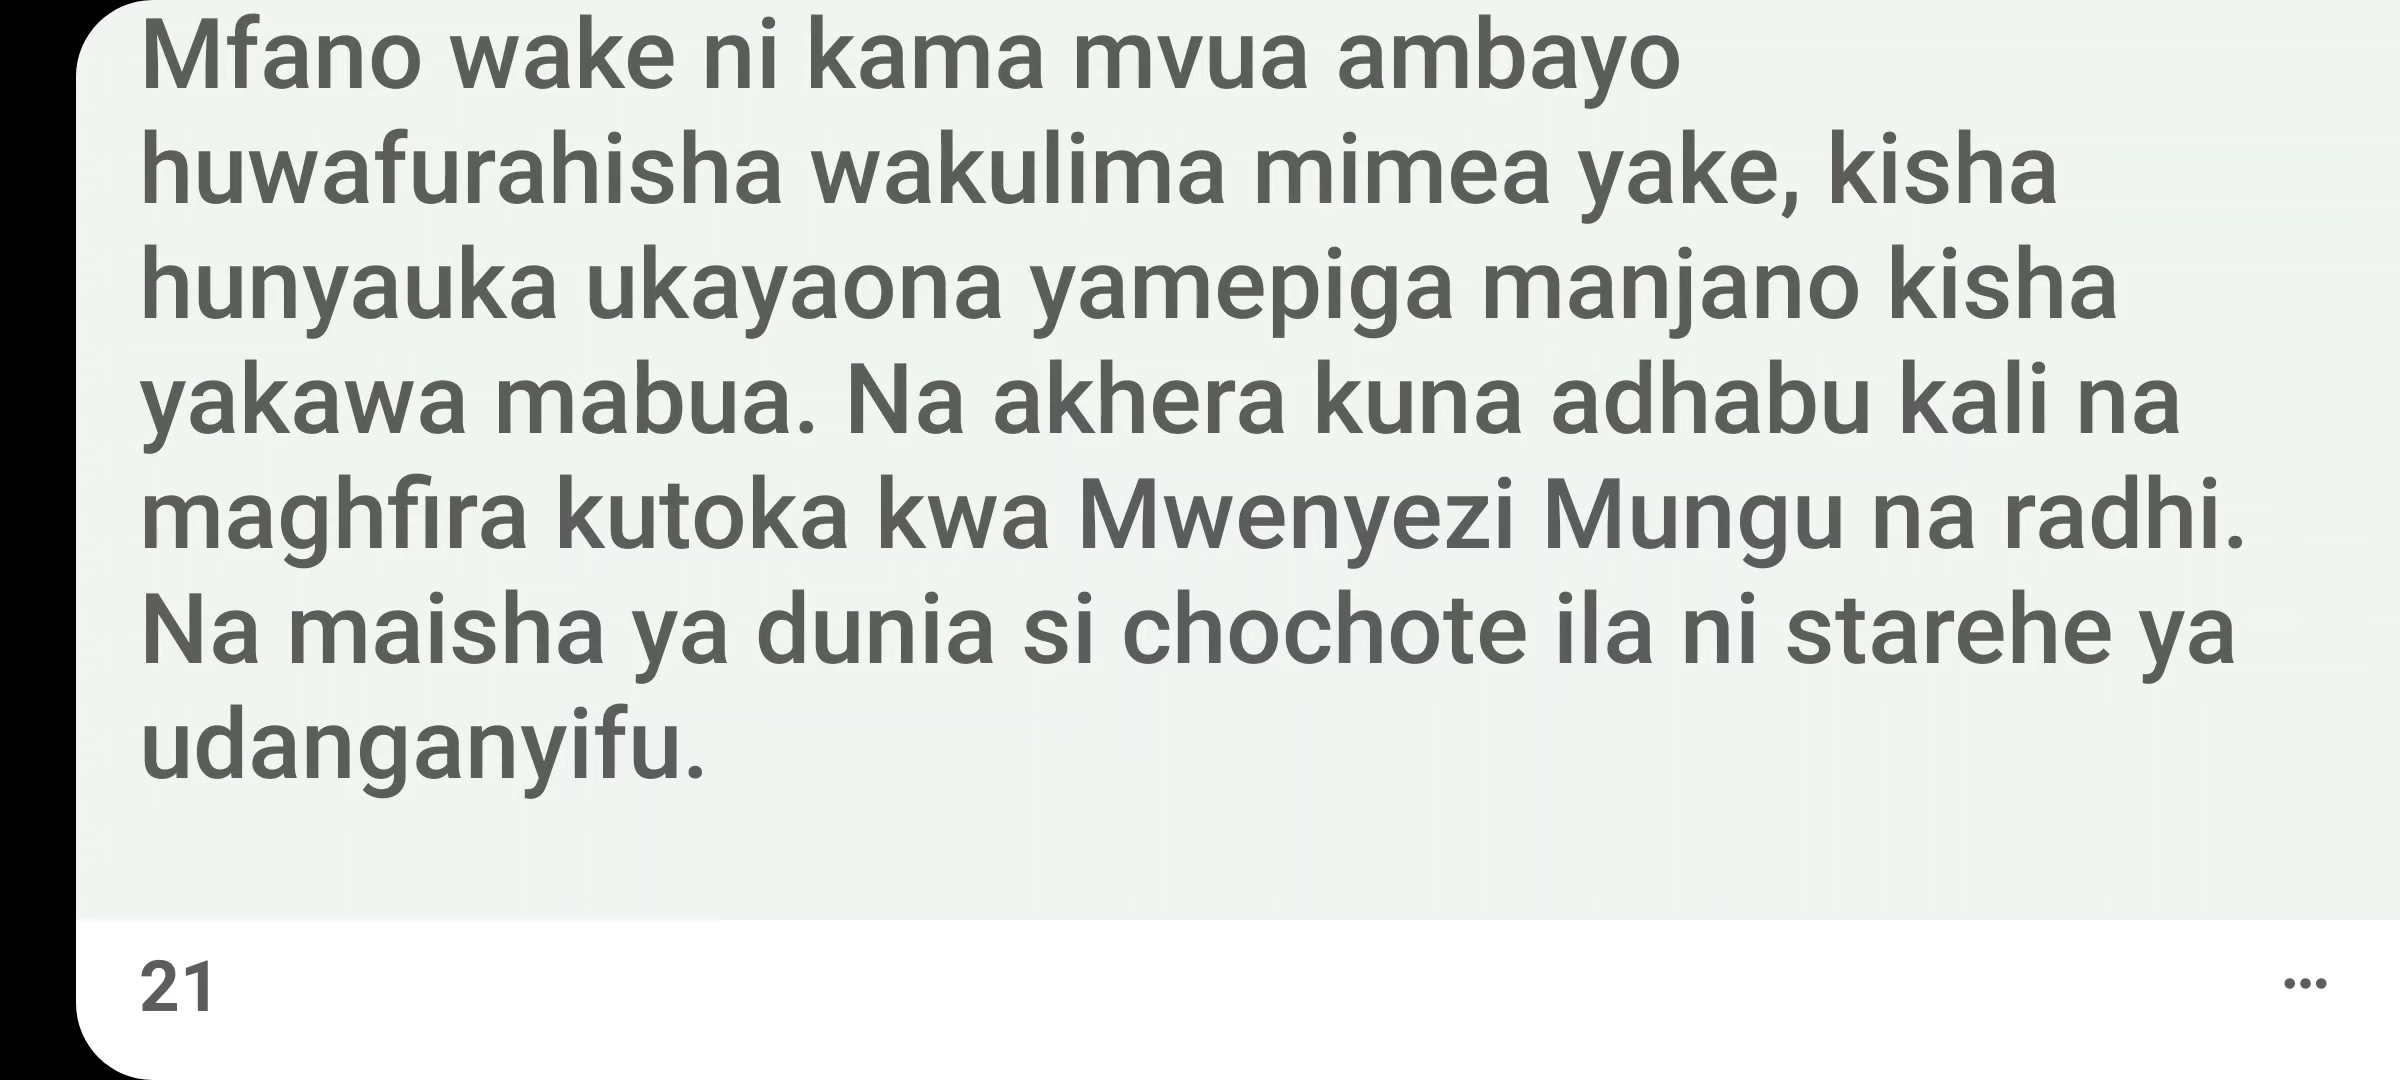 Mfano wake ni kama mvua ambayo
huwafurahisha wakulima mimea yake, kisha
hunyauka ukayaona yamepiga manjano kisha
yakawa mabua. Na akhera kuna adhabu kali na
maghfira kutoka kwa Mwenyezi Mungu na radhi.
Na maisha ya dunia si chochote ila ni starehe ya
udanganyifu.
21